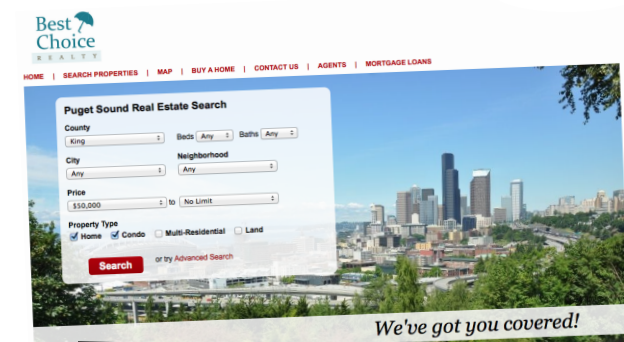 Best
Choice
REALTY
HOME | SEARCH PROPERTIES | MAP | BUY A HOME | CONTACT US | AGENTS | MORTGAGE LOANS
Puget Sound Real Estate Search
County
King
Beds Any Baths Any
City
Any
Neighborhood
Any
Price
$50,000 to No Limit
Property Type
Home Condo Multi-Residential Land
Search or try Advanced Search
We've got you covered!